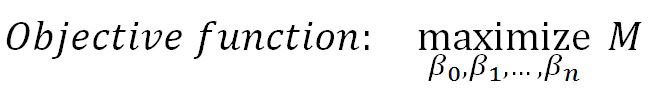 Objective function: maximize M
β₀,β₁,…,βₙ